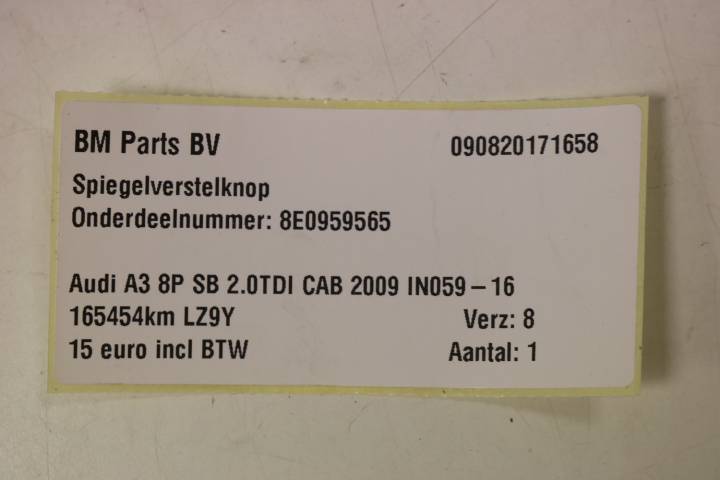 BM Parts BV 090820171658
Spiegelverstelknop
Onderdeelnummer: 8E0959565
Audi A3 8P SB 2.0TDI CAB 2009 IN059-16
165454km LZ9Y Verz: 8
15 euro incl BTW Aantal: 1